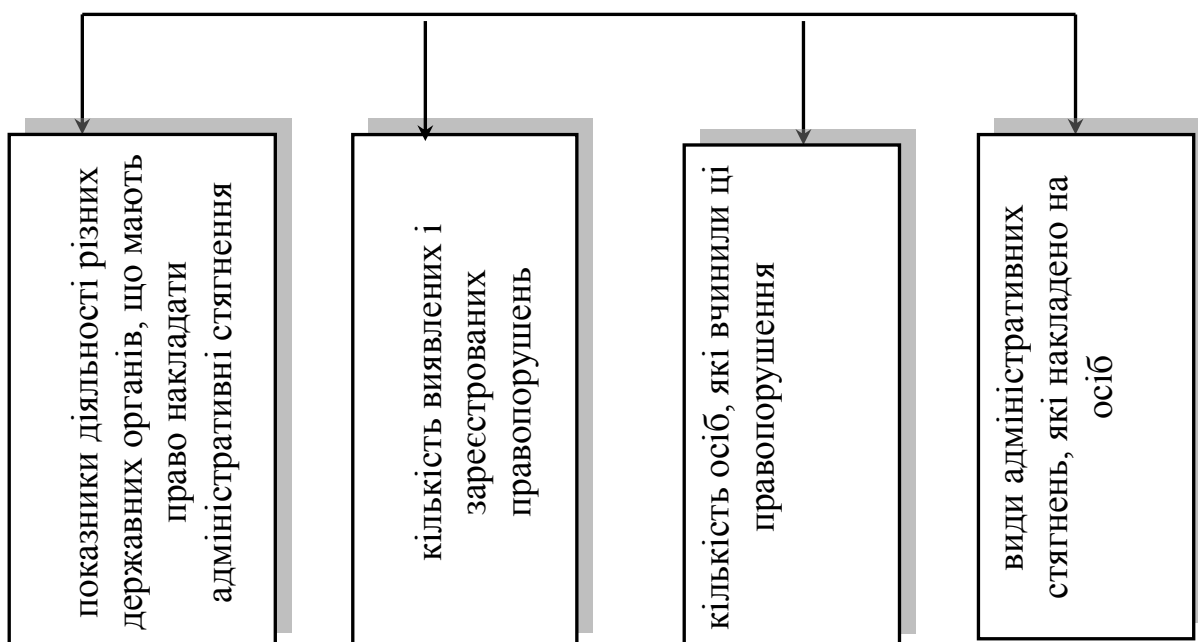 показники діяльності різних
державних органів, що мають
право накладати
адміністративні стягнення
кількість виявлених і
зареєстрованих
правопорушень
кількість осіб, які вчинили ці
правопорушення
види адміністративних
стягнень, які накладено на
осіб